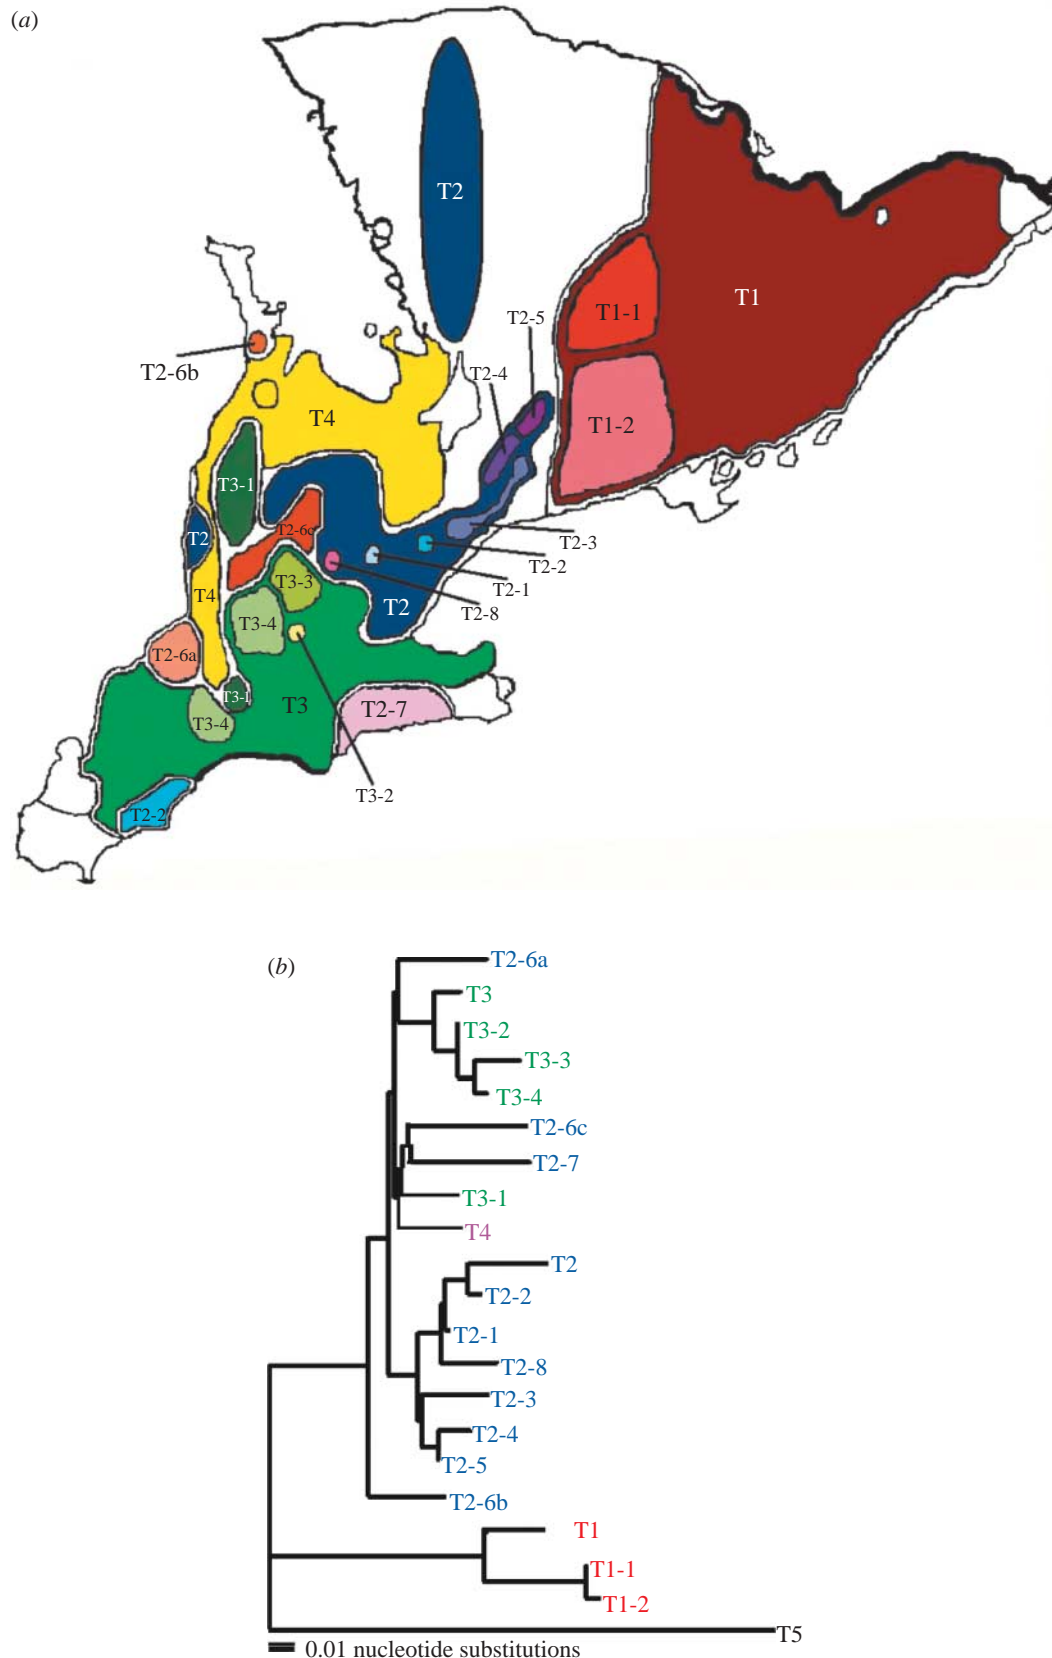 (a)
T2
T1
T1-1
T2-5
T2-6b
T2-4
T4
T1-2
T3-1
T2-6c
T2
T2-3
T2-2
T3-3
T2-1
T4
T2
T2-8
T3-4
T2-6a
T3-1
T3
T2-7
T3-4
T3-2
T2-2
(b)
T2-6a
T3
T3-2
T3-3
T3-4
T2-6c
T2-7
T3-1
T4
T2
T2-2
T2-1
T2-8
T2-3
T2-4
T2-5
T2-6b
T1
T1-1
T1-2
T5
0.01 nucleotide substitutions